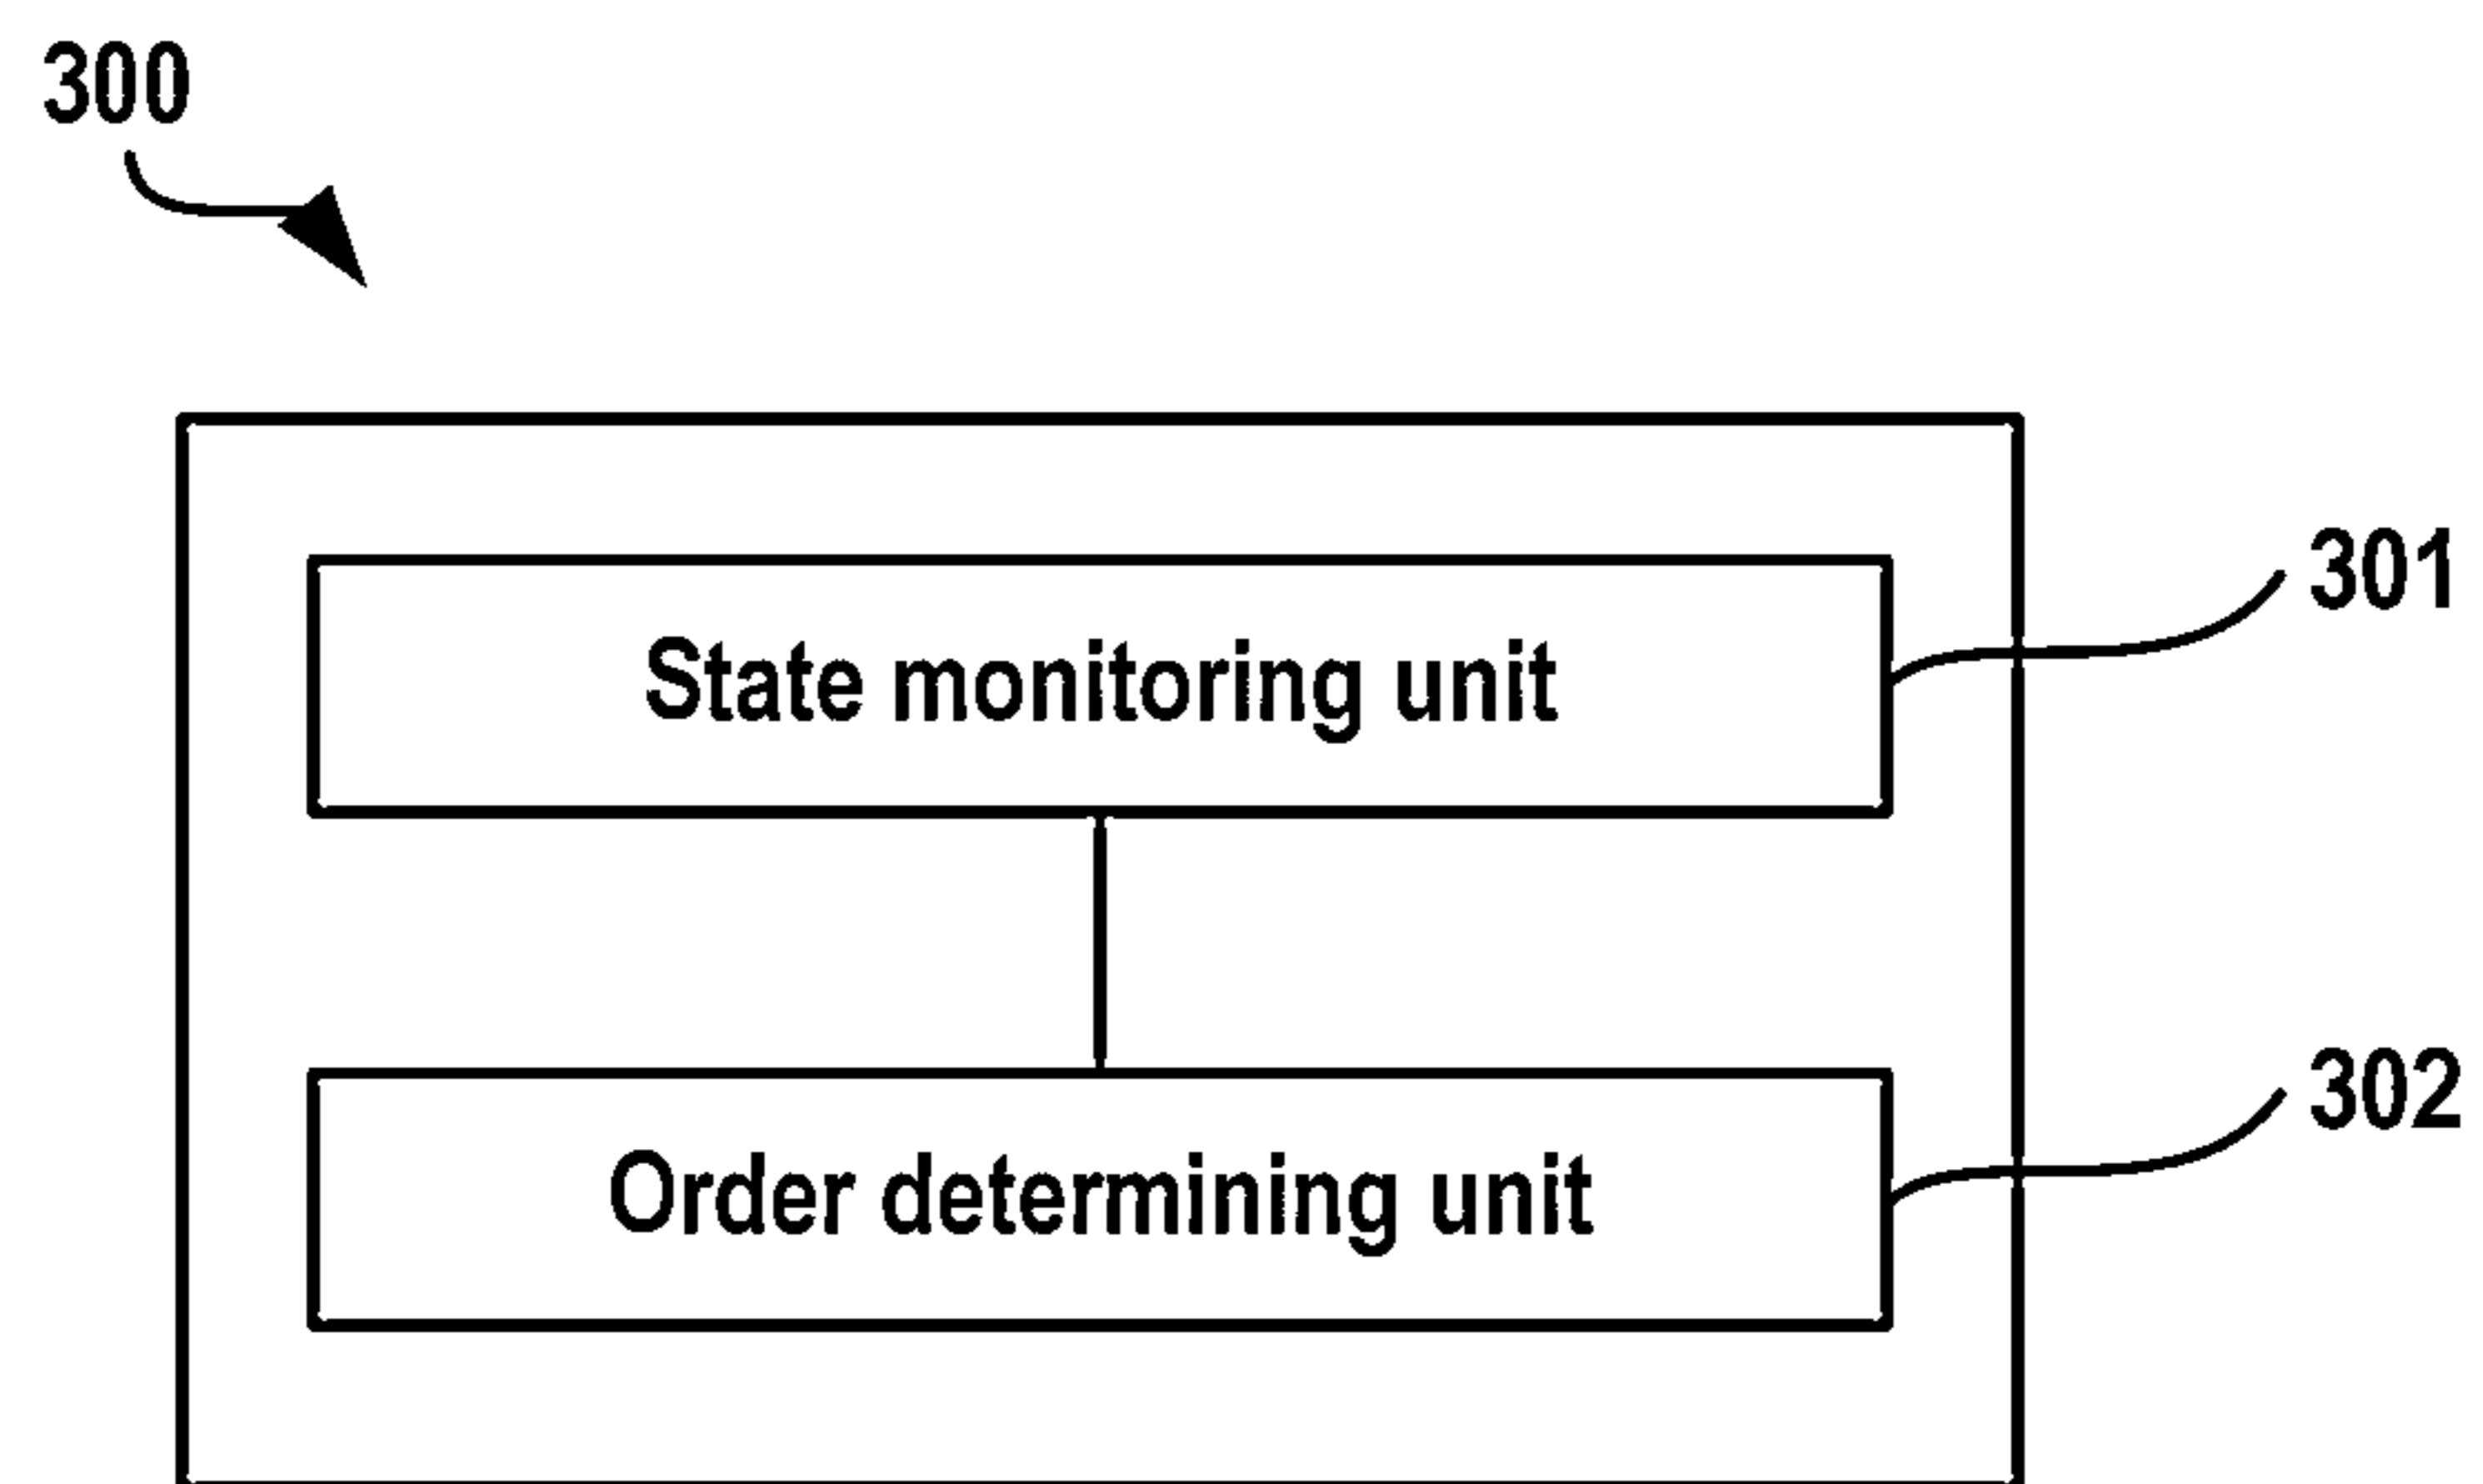 300
State monitoring unit
301
Order determining unit
302